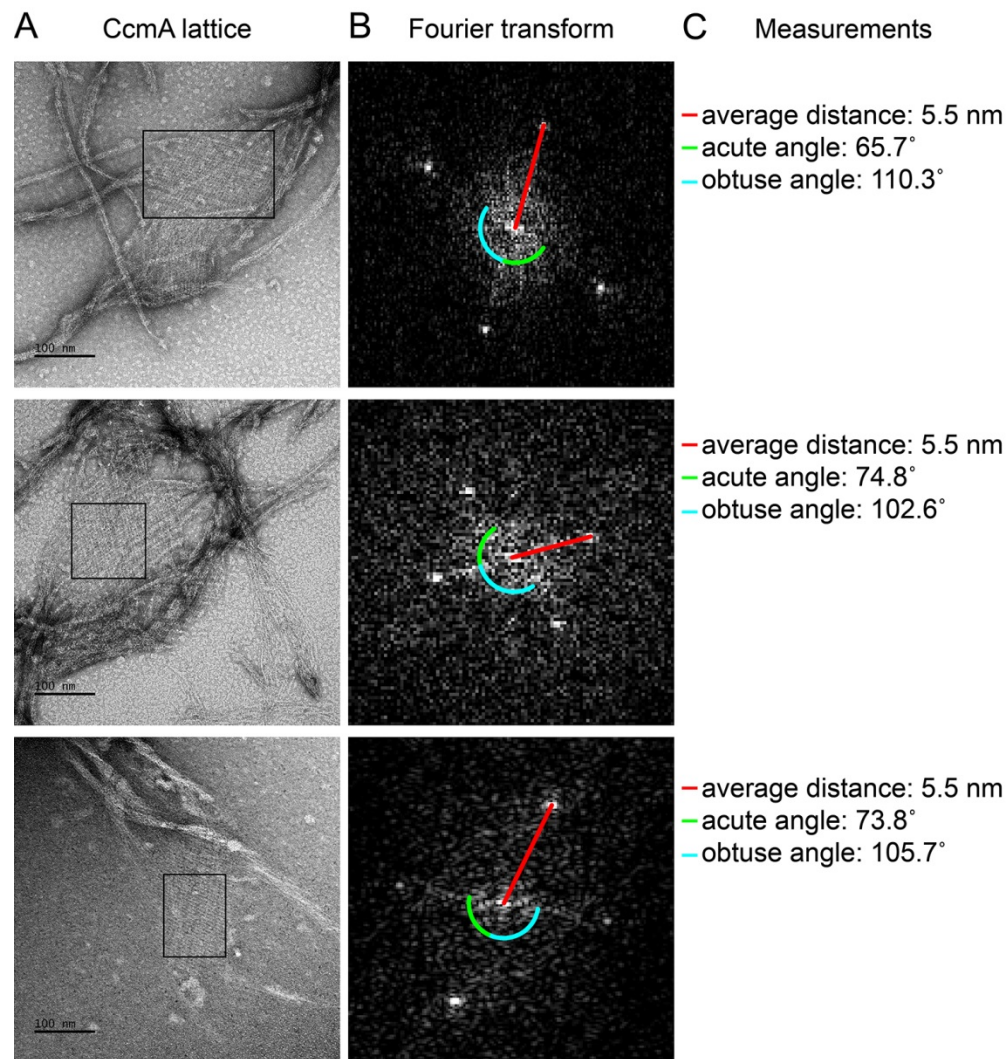 A CcmA lattice B Fourier transform C Measurements
average distance: 5.5 nm
acute angle: 65.7°
obtuse angle: 110.3°
100 nm
average distance: 5.5 nm
acute angle: 74.8°
obtuse angle: 102.6°
100 nm
average distance: 5.5 nm
acute angle: 73.8°
obtuse angle: 105.7°
100 nm